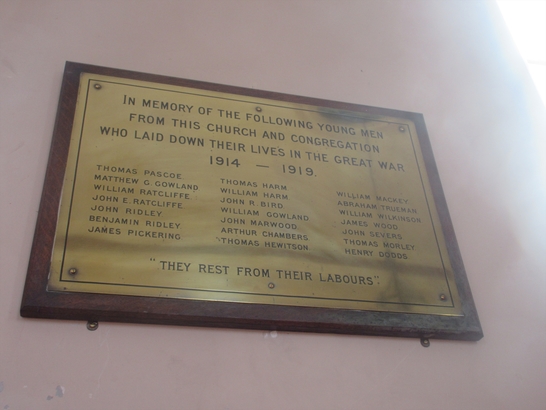 IN MEMORY OF THE FOLLOWING YOUNG MEN
FROM THIS CHURCH AND CONGREGATION
WHO LAID DOWN THEIR LIVES IN THE GREAT WAR
1914 — 1919.
THOMAS PASCOE
MATTHEW G. GOWLAND
WILLIAM RATCLIFFE
JOHN E. RATCLIFFE
JOHN RIDLEY
BENJAMIN RIDLEY
JAMES PICKERING
THOMAS HARM
WILLIAM HARM
JOHN R. BIRD
WILLIAM GOWLAND
JOHN MARWOOD
ARTHUR CHAMBERS
THOMAS HEWITSON
WILLIAM MACKEY
ABRAHAM TRUEMAN
WILLIAM WILKINSON
JAMES WOOD
JOHN SEVERS
THOMAS MORLEY
HENRY DODDS
"THEY REST FROM THEIR LABOURS".